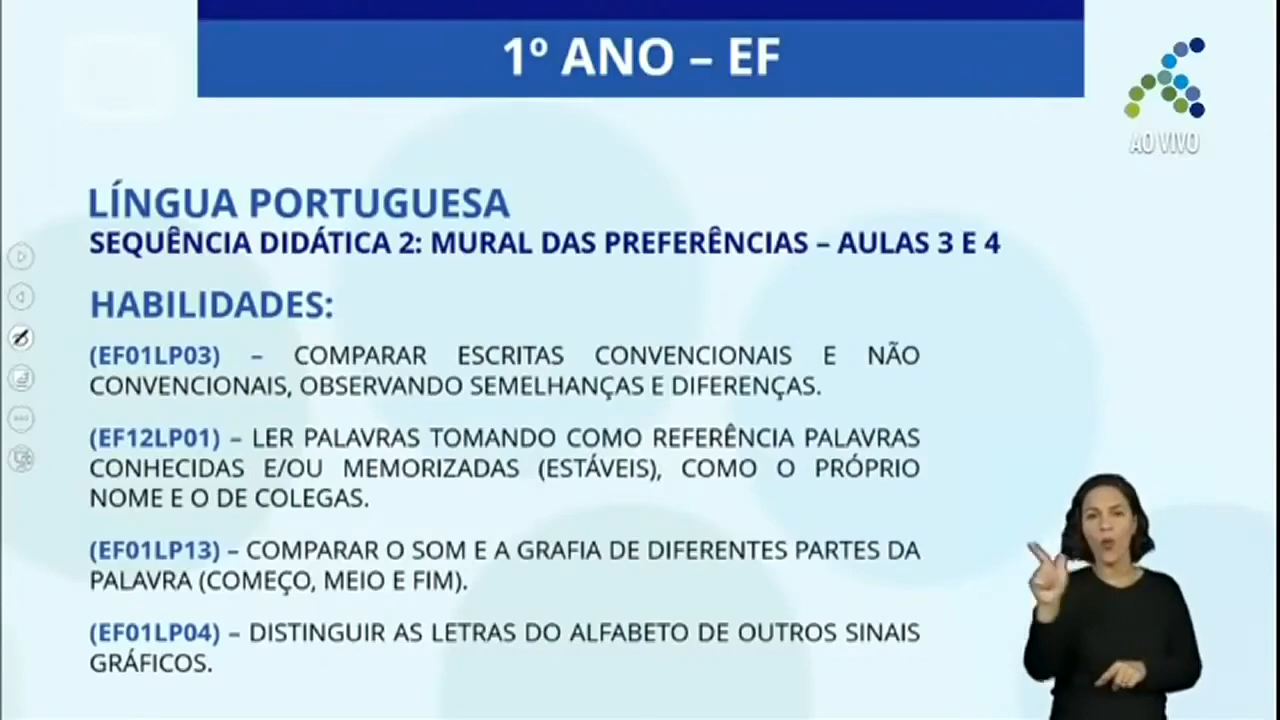 1º ANO – EF
AO VIVO
LÍNGUA PORTUGUESA
SEQUÊNCIA DIDÁTICA 2: MURAL DAS PREFERÊNCIAS – AULAS 3 E 4
HABILIDADES:
(EF01LP03) – COMPARAR ESCRITAS CONVENCIONAIS E NÃO
CONVENCIONAIS, OBSERVANDO SEMELHANÇAS E DIFERENÇAS.
(EF12LP01) – LER PALAVRAS TOMANDO COMO REFERÊNCIA PALAVRAS
CONHECIDAS E/OU MEMORIZADAS (ESTÁVEIS), COMO O PRÓPRIO
NOME E O DE COLEGAS.
(EF01LP13) – COMPARAR O SOM E A GRAFIA DE DIFERENTES PARTES DA
PALAVRA (COMEÇO, MEIO E FIM).
(EF01LP04) – DISTINGUIR AS LETRAS DO ALFABETO DE OUTROS SINAIS
GRÁFICOS.